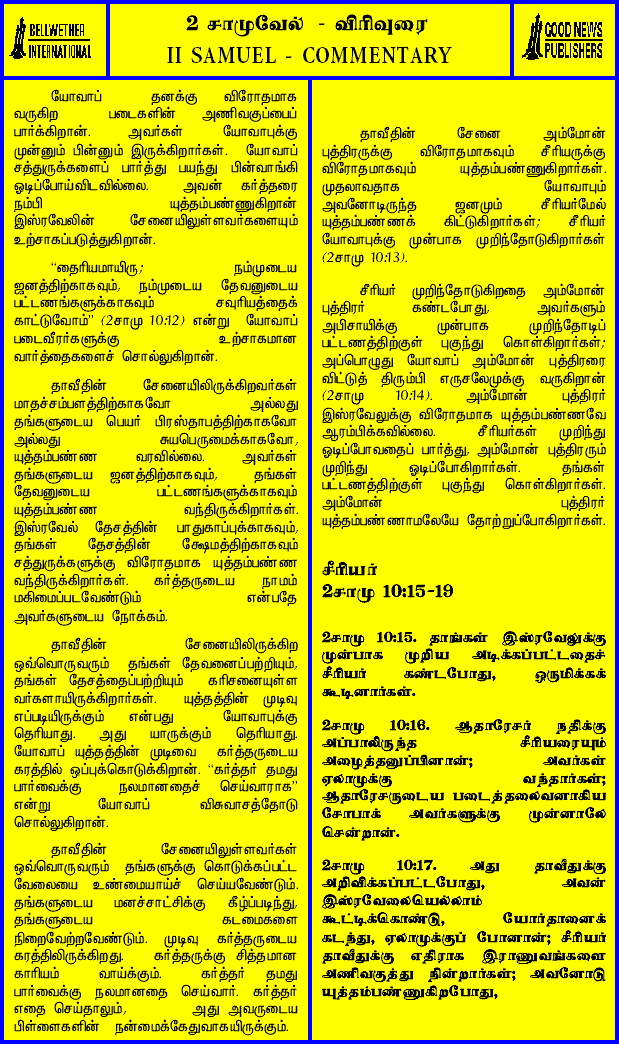 BELLWETHER
INTERNATIONAL
2 சாமுவேல் - விரிவுரை
II SAMUEL - COMMENTARY
GOOD NEWS
PUBLISHERS
யோவாப் தனக்கு விரோதமாக
வருகிற படைகளின் அணிவகுப்பைப்
பார்க்கிறான். அவர்கள் யோவாபுக்கு
முன்னும் பின்னும் இருக்கிறார்கள். யோவாப்
சத்துருக்களைப் பார்த்து பயந்து பின்வாங்கி
ஓடிப்போய்விடவில்லை. அவன் கர்த்தரை
நம்பி யுத்தம்பண்ணுகிறான்
இஸ்ரவேலின் சேனையிலுள்ளவர்களையும்
உற்சாகப்படுத்துகிறான்.
“தைரியமாயிரு; நம்முடைய
ஜனத்திற்காகவும், நம்முடைய தேவனுடைய
பட்டணங்களுக்காகவும் சவுரியத்தைக்
காட்டுவோம்” (2சாமு 10:12) என்று யோவாப்
படைவீரர்களுக்கு உற்சாகமான
வார்த்தைகளைச் சொல்லுகிறான்.
தாவீதின் சேனையிலிருக்கிறவர்கள்
மாதச்சம்பளத்திற்காகவோ அல்லது
தங்களுடைய பெயர் பிரஸ்தாபத்திற்காகவோ
அல்லது சுயபெருமைக்காகவோ,
யுத்தம்பண்ண வரவில்லை. அவர்கள்
தங்களுடைய ஜனத்திற்காகவும், தங்கள்
தேவனுடைய பட்டணங்களுக்காகவும்
யுத்தம்பண்ண வந்திருக்கிறார்கள்.
இஸ்ரவேல் தேசத்தின் பாதுகாப்புக்காகவும்,
தங்கள் தேசத்தின் க்ஷேமத்திற்காகவும்
சத்துருக்களுக்கு விரோதமாக யுத்தம்பண்ண
வந்திருக்கிறார்கள். கர்த்தருடைய நாமம்
மகிமைப்படவேண்டும் என்பதே
அவர்களுடைய நோக்கம்.
தாவீதின் சேனையிலிருக்கிற
ஒவ்வொருவரும் தங்கள் தேவனைப்பற்றியும்,
தங்கள் தேசத்தைப்பற்றியும் கரிசனையுள்ள
வர்களாயிருக்கிறார்கள். யுத்தத்தின் முடிவு
எப்படியிருக்கும் என்பது யோவாபுக்கு
தெரியாது. அது யாருக்கும் தெரியாது.
யோவாப் யுத்தத்தின் முடிவை கர்த்தருடைய
கரத்தில் ஒப்புக்கொடுக்கிறான். “கர்த்தர் தமது
பார்வைக்கு நலமானதைச் செய்வாராக”
என்று யோவாப் விசுவாசத்தோடு
சொல்லுகிறான்.
தாவீதின் சேனையிலுள்ளவர்கள்
ஒவ்வொருவரும் தங்களுக்கு கொடுக்கப்பட்ட
வேலையை உண்மையாய்ச் செய்யவேண்டும்.
தங்களுடைய மனச்சாட்சிக்கு கீழ்ப்படிந்து,
தங்களுடைய கடமைகளை
நிறைவேற்றவேண்டும். முடிவு கர்த்தருடைய
கரத்திலிருக்கிறது. கர்த்தருக்கு சித்தமான
காரியம் வாய்க்கும். கர்த்தர் தமது
பார்வைக்கு நலமானதை செய்வார். கர்த்தர்
எதை செய்தாலும், அது அவருடைய
பிள்ளைகளின் நன்மைக்கேதுவாகயிருக்கும்.
தாவீதின் சேனை அம்மோன்
புத்திரருக்கு விரோதமாகவும் சீரியருக்கு
விரோதமாகவும் யுத்தம்பண்ணுகிறார்கள்.
முதலாவதாக யோவாபும்
அவனோடிருந்த ஜனமும் சீரியர்மேல்
யுத்தம்பண்ணக் கிட்டுகிறார்கள்; சீரியர்
யோவாபுக்கு முன்பாக முறிந்தோடுகிறார்கள்
(2சாமு 10:13).
சீரியர் முறிந்தோடுகிறதை அம்மோன்
புத்திரர் கண்டபோது, அவர்களும்
அபிசாயிக்கு முன்பாக முறிந்தோடிப்
பட்டணத்திற்குள் புகுந்து கொள்கிறார்கள்;
அப்பொழுது யோவாப் அம்மோன் புத்திரரை
விட்டுத் திரும்பி எருசலேமுக்கு வருகிறான்
(2சாமு 10:14). அம்மோன் புத்திரர்
இஸ்ரவேலுக்கு விரோதமாக யுத்தம்பண்ணவே
ஆரம்பிக்கவில்லை. சீரியர்கள் முறிந்து
ஓடிப்போவதைப் பார்த்து, அம்மோன் புத்திரரும்
முறிந்து ஓடிப்போகிறார்கள். தங்கள்
பட்டணத்திற்குள் புகுந்து கொள்கிறார்கள்.
அம்மோன் புத்திரர்
யுத்தம்பண்ணாமலேயே தோற்றுப்போகிறார்கள்.
சீரியர்
2சாமு 10:15-19
2சாமு 10:15. தாங்கள் இஸ்ரவேலுக்கு
முன்பாக முறிய அடிக்கப்பட்டதைச்
சீரியர் கண்டபோது, ஒருமிக்கக்
கூடினார்கள்.
2சாமு 10:16. ஆதாரேசர் நதிக்கு
அப்பாலிருந்த சீரியரையும்
அழைத்தனுப்பினான்; அவர்கள்
ஏலாமுக்கு வந்தார்கள்;
ஆதாரேசருடைய படைத்தலைவனாகிய
சோபாக் அவர்களுக்கு முன்னாலே
சென்றான்.
2சாமு 10:17. அது தாவீதுக்கு
அறிவிக்கப்பட்டபோது, அவன்
இஸ்ரவேலையெல்லாம்
கூட்டிக்கொண்டு, யோர்தானைக்
கடந்து, ஏலாமுக்குப் போனான்; சீரியர்
தாவீதுக்கு எதிராக இராணுவங்களை
அணிவகுத்து நின்றார்கள்; அவனோடு
யுத்தம்பண்ணுகிறபோது,